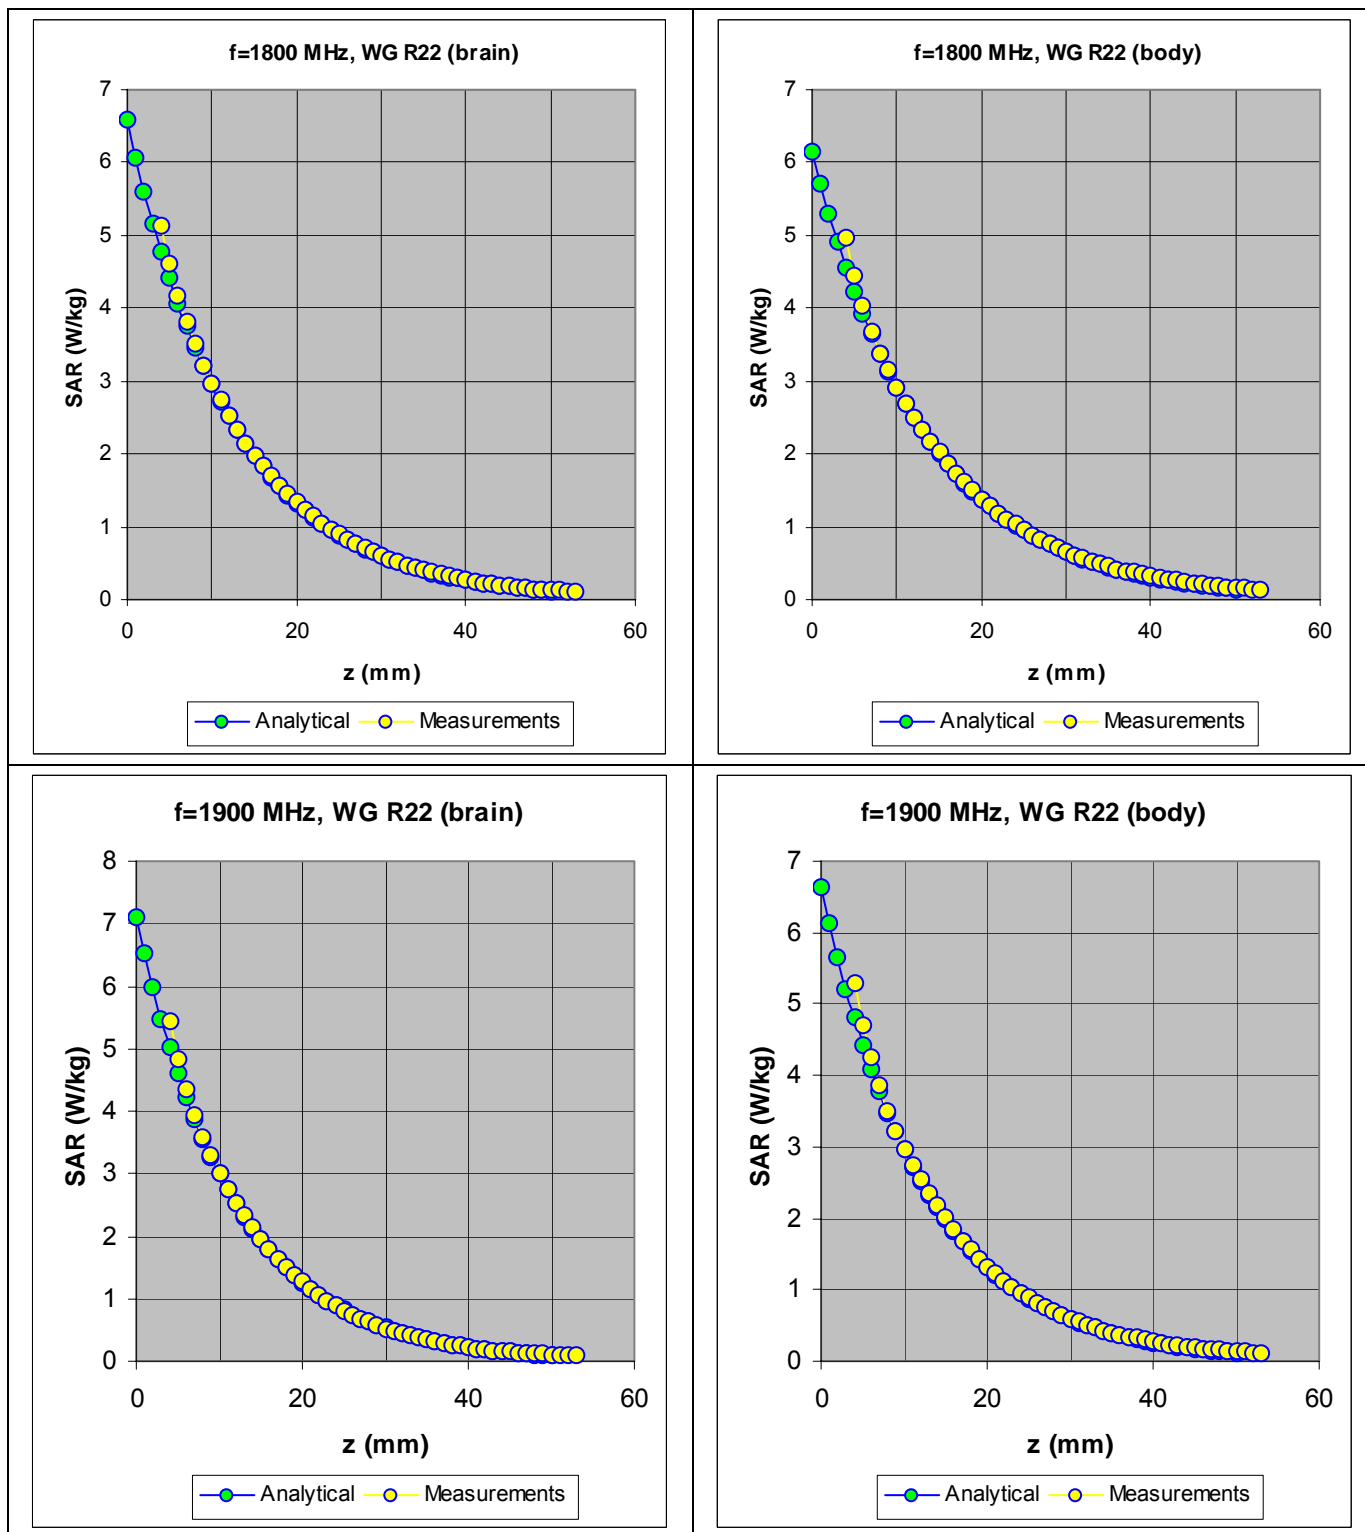 f=1800 MHz, WG R22 (brain)
7
6
5
4
3
2
1
0
SAR (W/kg)
0 20 40 60
z (mm)
Analytical Measurements
f=1800 MHz, WG R22 (body)
7
6
5
4
3
2
1
0
SAR (W/kg)
0 20 40 60
z (mm)
Analytical Measurements
f=1900 MHz, WG R22 (brain)
8
7
6
5
4
3
2
1
0
SAR (W/kg)
0 20 40 60
z (mm)
Analytical Measurements
f=1900 MHz, WG R22 (body)
7
6
5
4
3
2
1
0
SAR (W/kg)
0 20 40 60
z (mm)
Analytical Measurements